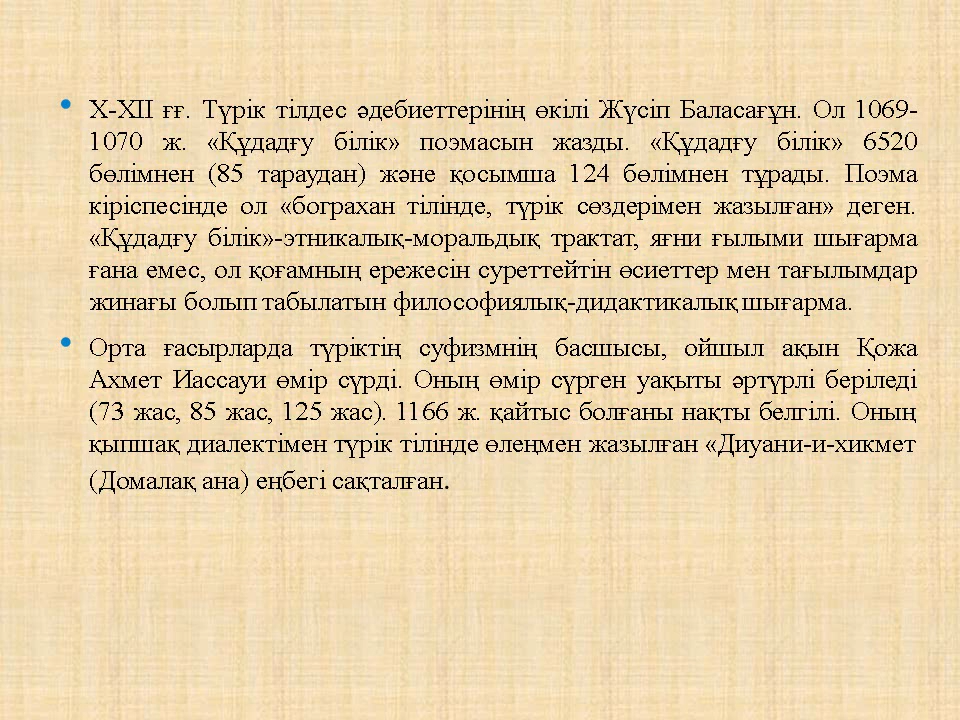 • X-XII ғғ. Түрік тілдес әдебиеттерінің өкілі Жүсіп Баласағұн. Ол 1069-
1070 ж. «Құдадғу білік» поэмасын жазды. «Құдадғу білік» 6520
бөлімнен (85 тараудан) және қосымша 124 бөлімнен тұрады. Поэма
кіріспесінде ол «бограхан тілінде, түрік сөздерімен жазылған» деген.
«Құдадғу білік»-этникалық-моральдық трактат, яғни ғылыми шығарма
ғана емес, ол қоғамның ережесін суреттейтін өсиеттер мен тағылымдар
жинағы болып табылатын философиялық-дидактикалық шығарма.
• Орта ғасырларда түріктің суфизмнің басшысы, ойшыл ақын Қожа
Ахмет Иассауи өмір сүрді. Оның өмір сүрген уақыты әртүрлі беріледі
(73 жас, 85 жас, 125 жас). 1166 ж. қайтыс болғаны нақты белгілі. Оның
қыпшақ диалектімен түрік тілінде өлеңмен жазылған «Диуани-и-хикмет
(Домалақ ана) еңбегі сақталған.